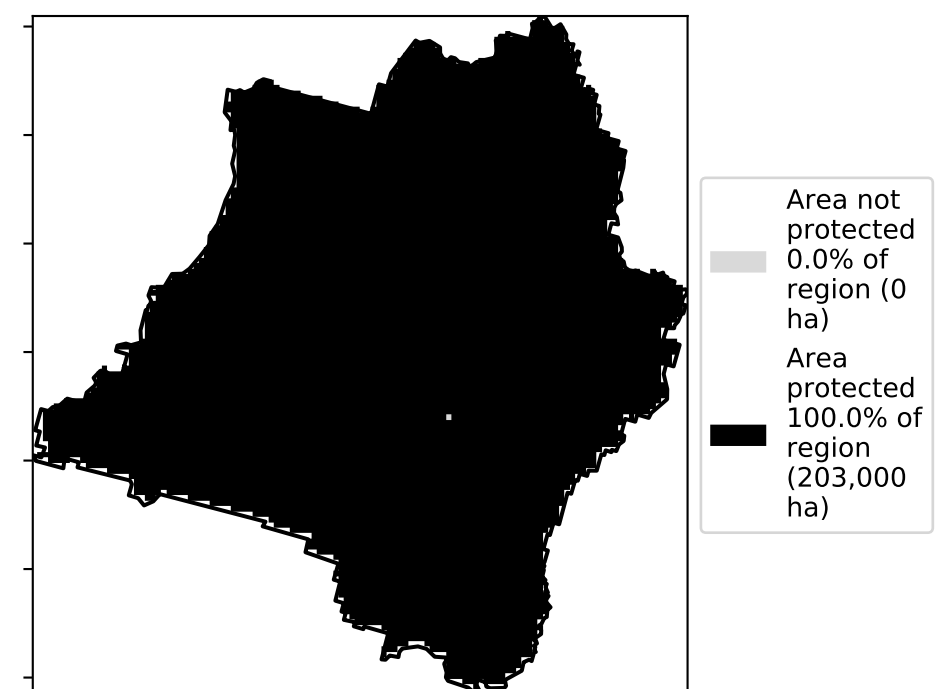 Area not
protected
0.0% of
region (0
ha)
Area
protected
100.0% of
region
(203,000
ha)